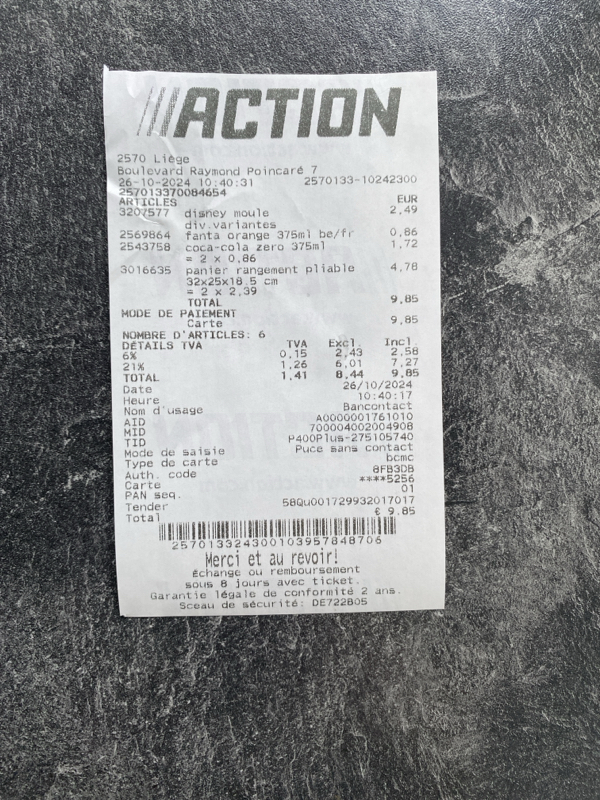 ACTION
2570 Liège
Boulevard Raymond Poincaré 7
26-10-2024 10:40:31 2570133-10242300
257013370084654
ARTICLES EUR
3207577 disney moule 2,49
div.variantes
2569864 fanta orange 375ml be/fr 0,86
2543758 coca-cola zero 375ml 1,72
= 2 x 0,86
3016635 panier rangement pliable 4,78
32x25x18.5 cm
= 2 x 2,39
TOTAL 9,85
MODE DE PAIEMENT
Carte 9,85
NOMBRE D'ARTICLES: 6
DÉTAILS TVA TVA Excl. Incl.
6% 0,15 2,43 2,58
21% 1,26 6,01 7,27
TOTAL 1,41 8,44 9,85
Date 26/10/2024
Heure 10:40:17
Nom d'usage Bancontact
AID A0000001761010
MID 700004002004908
TID P400Plus-275105740
Mode de saisie Puce sans contact
Type de carte bcmc
Auth. code 8FB3DB
Carte ****5256
PAN seq. 01
Tender 58Qu001729932017017
Total € 9.85
257013324300103957848706
Merci et au revoir!
Échange ou remboursement
sous 8 jours avec ticket.
Garantie légale de conformité 2 ans.
Sceau de sécurité: DE722B05